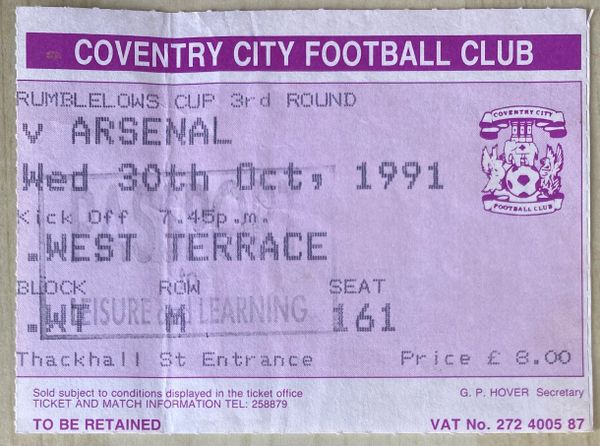 COVENTRY CITY FOOTBALL CLUB
RUMBLELOWS CUP 3rd ROUND
v ARSENAL
Wed 30th Oct, 1991
Kick Off 7.45p.m.
.WEST TERRACE
BLOCK ROW SEAT
.WT M 161
LEISURE LEARNING
Thackhall St Entrance Price £ 8.00
COVENTRY CITY
FOOTBALL CLUB
Sold subject to conditions displayed in the ticket office
TICKET AND MATCH INFORMATION TEL: 258879
G. P. HOVER Secretary
TO BE RETAINED
VAT No. 272 4005 87